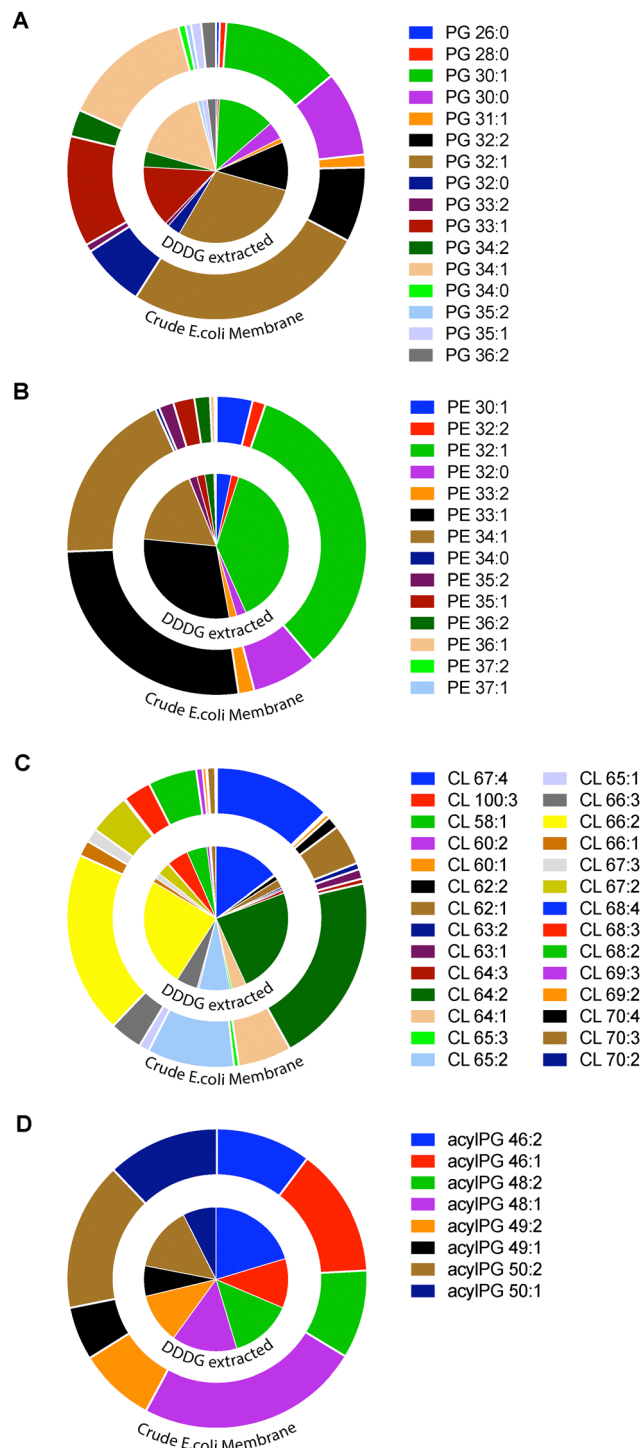 A
PG 26:0
PG 28:0
PG 30:1
PG 30:0
PG 31:1
PG 32:2
PG 32:1
PG 32:0
PG 33:2
PG 33:1
PG 34:2
PG 34:1
PG 34:0
PG 35:2
PG 35:1
PG 36:2
DDDG extracted
Crude E.coli Membrane
B
PE 30:1
PE 32:2
PE 32:1
PE 32:0
PE 33:2
PE 33:1
PE 34:1
PE 34:0
PE 35:2
PE 35:1
PE 36:2
PE 36:1
PE 37:2
PE 37:1
DDDG extracted
Crude E.coli Membrane
C
CL 67:4
CL 100:3
CL 58:1
CL 60:2
CL 60:1
CL 62:2
CL 62:1
CL 63:2
CL 63:1
CL 64:3
CL 64:2
CL 64:1
CL 65:3
CL 65:2
CL 65:1
CL 66:3
CL 66:2
CL 66:1
CL 67:3
CL 67:2
CL 68:4
CL 68:3
CL 68:2
CL 69:3
CL 69:2
CL 70:4
CL 70:3
CL 70:2
DDDG extracted
Crude E.coli Membrane
D
acylPG 46:2
acylPG 46:1
acylPG 48:2
acylPG 48:1
acylPG 49:2
acylPG 49:1
acylPG 50:2
acylPG 50:1
DDDG extracted
Crude E.coli Membrane